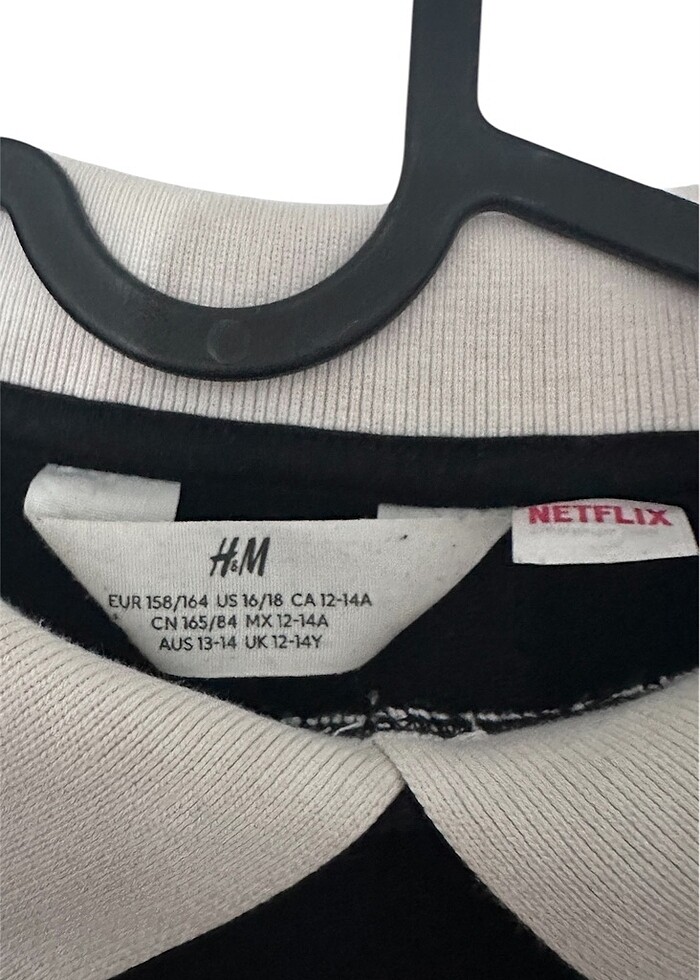 H&M
EUR 158/164 US 16/18 CA 12-14A
CN 165/84 MX 12-14A
AUS 13-14 UK 12-14Y
NETFLIX